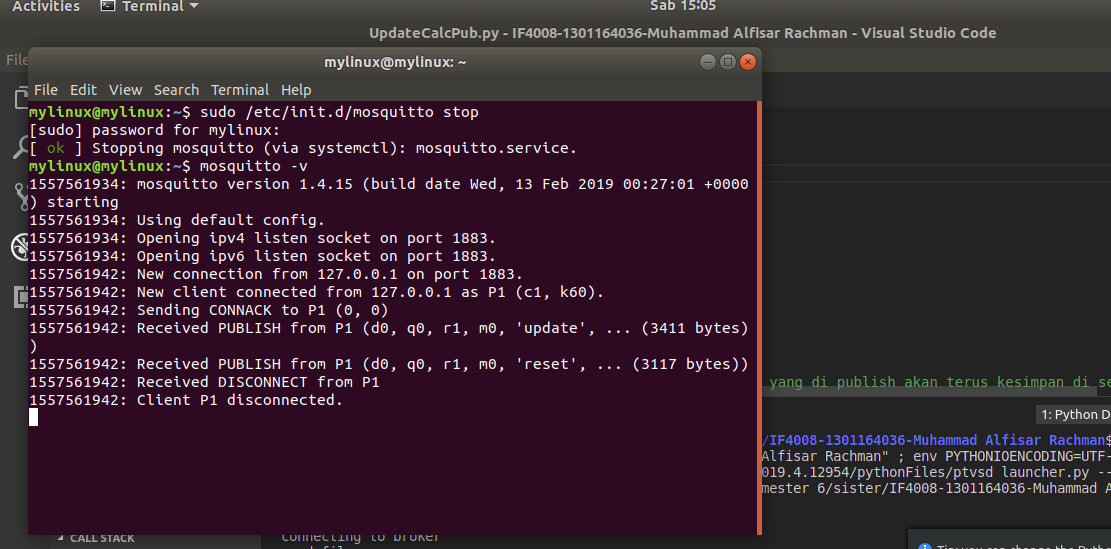 Activities Terminal Sab 15:05
UpdateCalcPub.py - IF4008-1301164036-Muhammad Alfisar Rachman - Visual Studio Code
File
mylinux@mylinux: ~
File Edit View Search Terminal Help
mylinux@mylinux:~$ sudo /etc/init.d/mosquitto stop
[sudo] password for mylinux:
[ ok ] Stopping mosquitto (via systemctl): mosquitto.service.
mylinux@mylinux:~$ mosquitto -v
1557561934: mosquitto version 1.4.15 (build date Wed, 13 Feb 2019 00:27:01 +0000
) starting
1557561934: Using default config.
1557561934: Opening ipv4 listen socket on port 1883.
1557561934: Opening ipv6 listen socket on port 1883.
1557561942: New connection from 127.0.0.1 on port 1883.
1557561942: New client connected from 127.0.0.1 as P1 (c1, k60).
1557561942: Sending CONNACK to P1 (0, 0)
1557561942: Received PUBLISH from P1 (d0, q0, r1, m0, 'update', ... (3411 bytes)
)
1557561942: Received PUBLISH from P1 (d0, q0, r1, m0, 'reset', ... (3117 bytes))
1557561942: Received DISCONNECT from P1
1557561942: Client P1 disconnected.
yang di publish akan terus kesimpan di se
1: Python D
/IF4008-1301164036-Muhammad Alfisar Rachman$
Alfisar Rachman" ; env PYTHONIOENCODING=UTF-
019.4.12954/pythonFiles/ptvsd_launcher.py --
mester 6/sister/IF4008-1301164036-Muhammad A
CALL STACK
connecting to broker